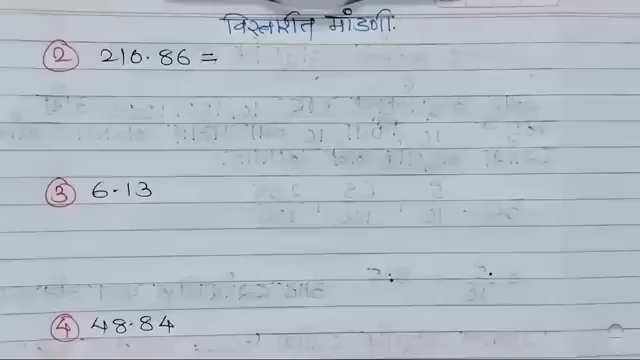 विस्तारीत मांडणी.
② 210.86 =
③ 6.13
④ 48.84